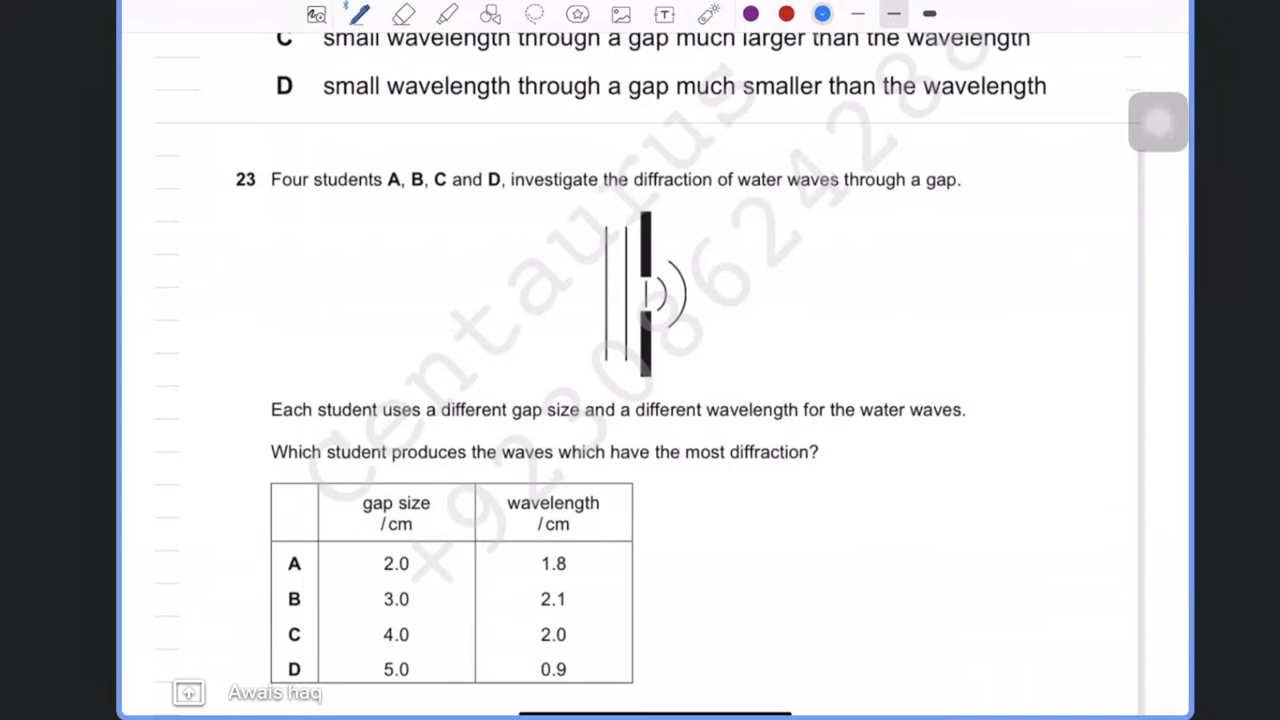 C small wavelength through a gap much larger than the wavelength
D small wavelength through a gap much smaller than the wavelength
23 Four students A, B, C and D, investigate the diffraction of water waves through a gap.
Each student uses a different gap size and a different wavelength for the water waves.
Which student produces the waves which have the most diffraction?
gap size /cm wavelength /cm
A 2.0 1.8
B 3.0 2.1
C 4.0 2.0
D 5.0 0.9
Centaurus
Awais haq